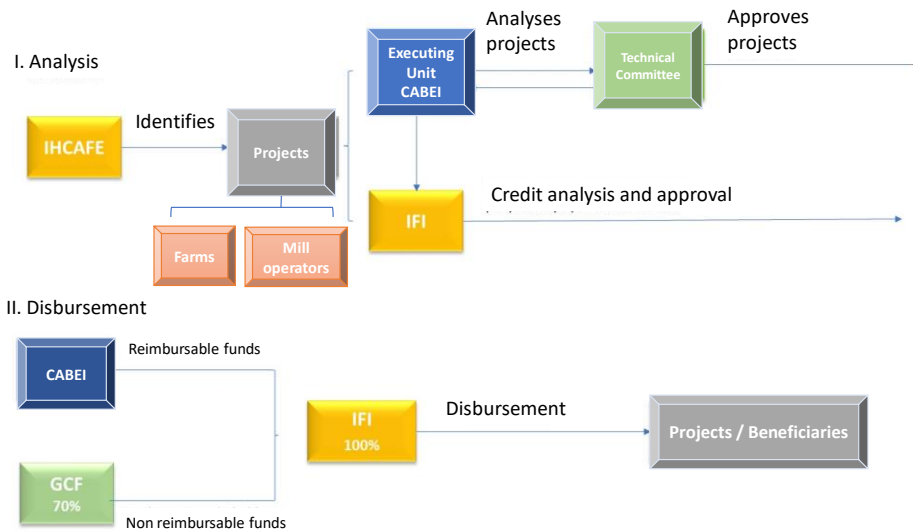 I. Analysis
IHCAFE
Identifies
Projects
Farms
Mill
operators
Executing
Unit
CABEI
Analyses
projects
Technical
Committee
Approves
projects
IFI
Credit analysis and approval
II. Disbursement
CABEI
Reimbursable funds
GCF
70%
Non reimbursable funds
IFI
100%
Disbursement
Projects / Beneficiaries